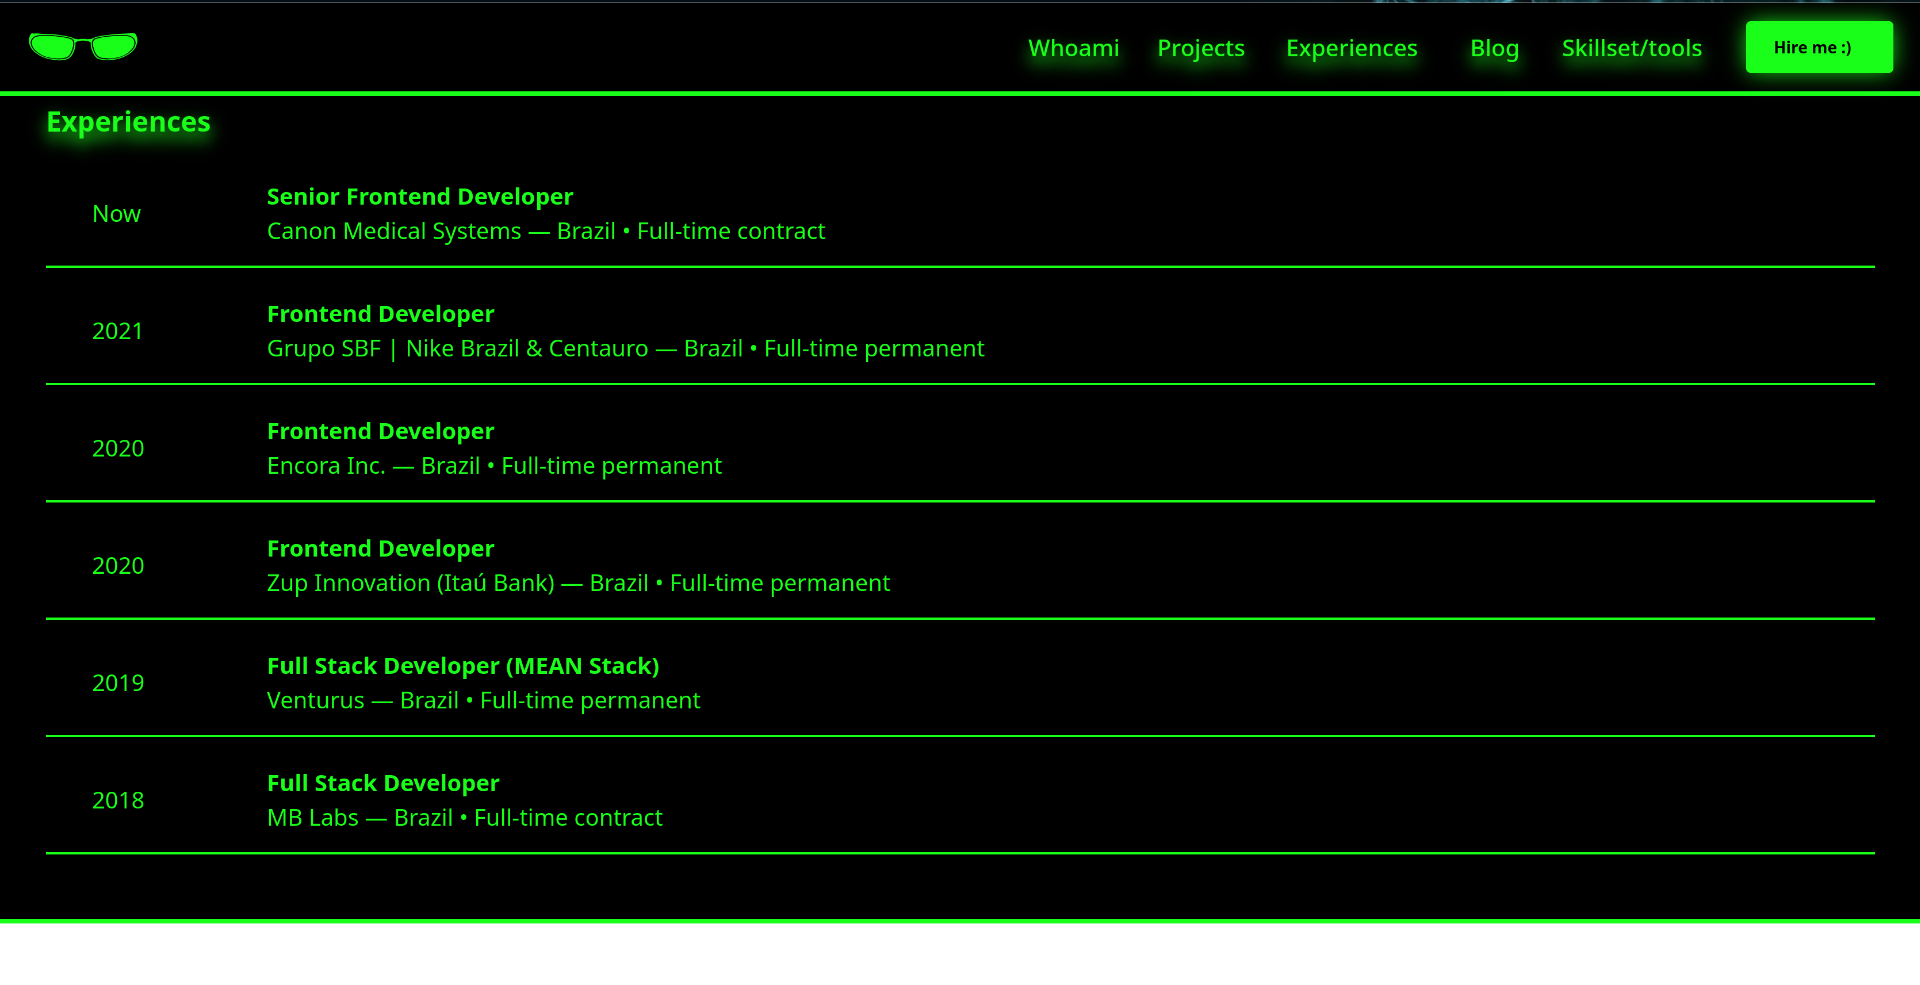 Whoami Projects Experiences Blog Skillset/tools Hire me :)
Experiences
Now
Senior Frontend Developer
Canon Medical Systems — Brazil • Full-time contract
2021
Frontend Developer
Grupo SBF | Nike Brazil & Centauro — Brazil • Full-time permanent
2020
Frontend Developer
Encora Inc. — Brazil • Full-time permanent
2020
Frontend Developer
Zup Innovation (Itaú Bank) — Brazil • Full-time permanent
2019
Full Stack Developer (MEAN Stack)
Venturus — Brazil • Full-time permanent
2018
Full Stack Developer
MB Labs — Brazil • Full-time contract